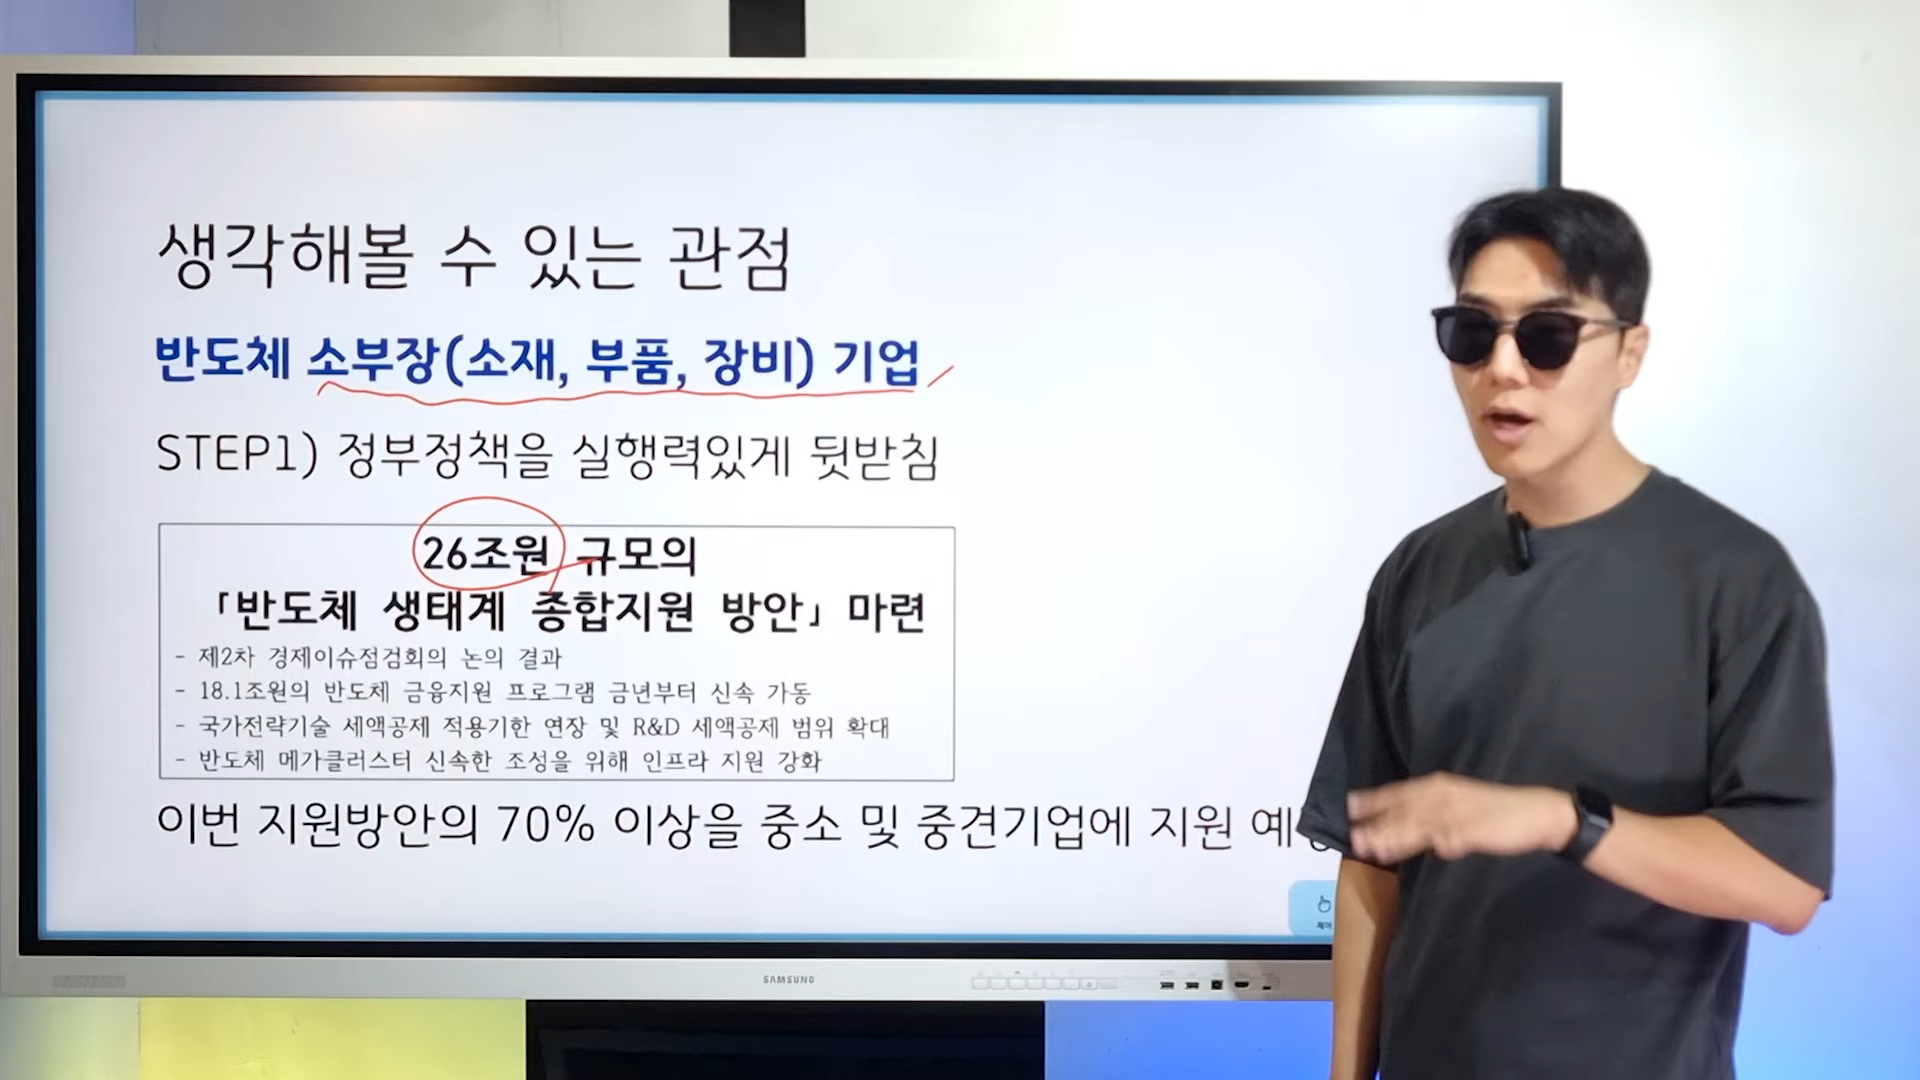 생각해볼 수 있는 관점
반도체 소부장(소재, 부품, 장비) 기업
STEP1) 정부정책을 실행력있게 뒷받침
26조원 규모의
「반도체 생태계 종합지원 방안」 마련
- 제2차 경제이슈점검회의 논의 결과
- 18.1조원의 반도체 금융지원 프로그램 금년부터 신속 가동
- 국가전략기술 세액공제 적용기한 연장 및 R&D 세액공제 범위 확대
- 반도체 메가클러스터 신속한 조성을 위해 인프라 지원 강화
이번 지원방안의 70% 이상을 중소 및 중견기업에 지원 예
SAMSUNG